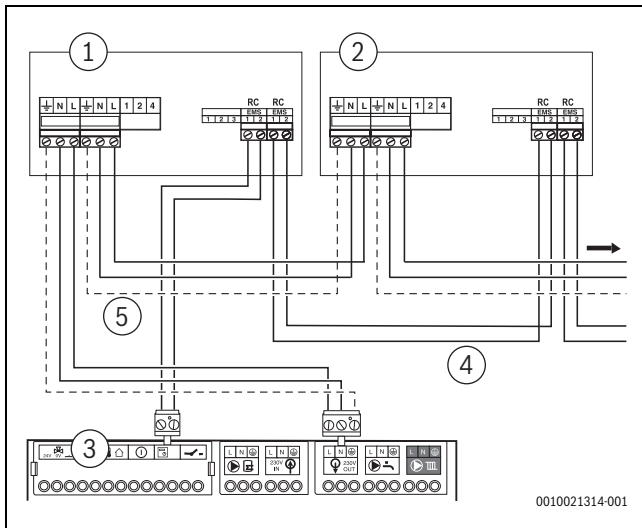 1
2
RC RC
N L N L 1 2 4
EMS EMS
1 2 3 1 2 1 2
RC RC
N L N L 1 2 4
EMS EMS
1 2 3 1 2 1 2
5
4
3
24V 0V
L N
L N
230V IN
L N
230V OUT
L N
L N
0010021314-001